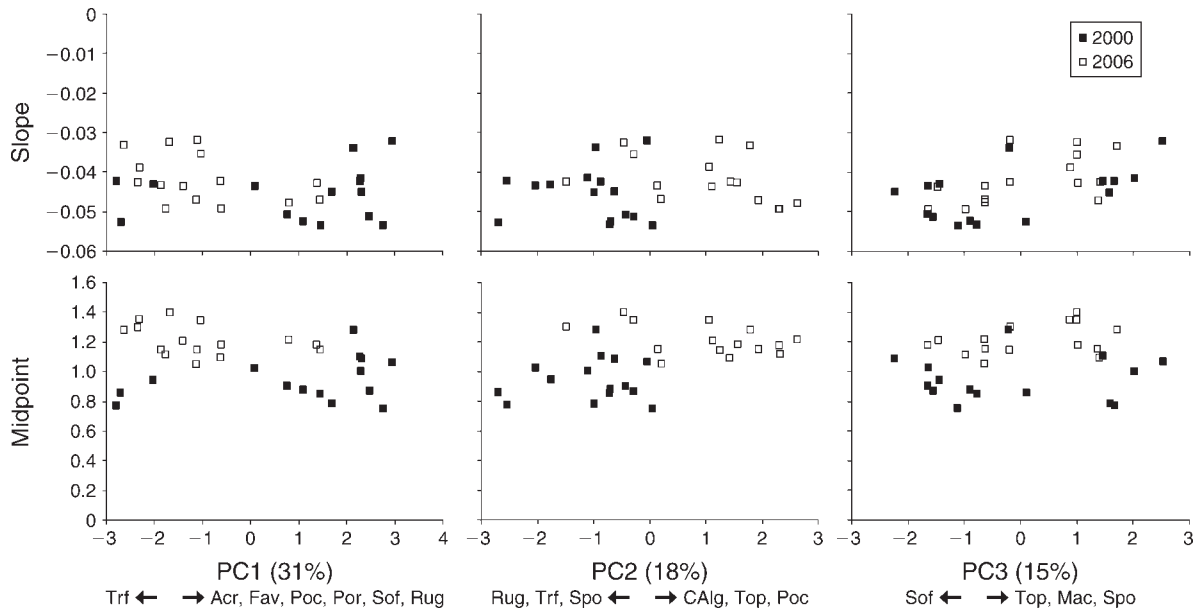 0
−0.01
−0.02
−0.03
−0.04
−0.05
−0.06
Slope
2000
2006
1.6
1.4
1.2
1.0
0.8
0.6
0.4
0.2
0
Midpoint
−3 −2 −1 0 1 2 3 4
−3 −2 −1 0 1 2 3
−3 −2 −1 0 1 2 3
PC1 (31%) PC2 (18%) PC3 (15%)
Trf ← → Acr, Fav, Poc, Por, Sof, Rug Rug, Trf, Spo ← → CAlg, Top, Poc Sof ← → Top, Mac, Spo